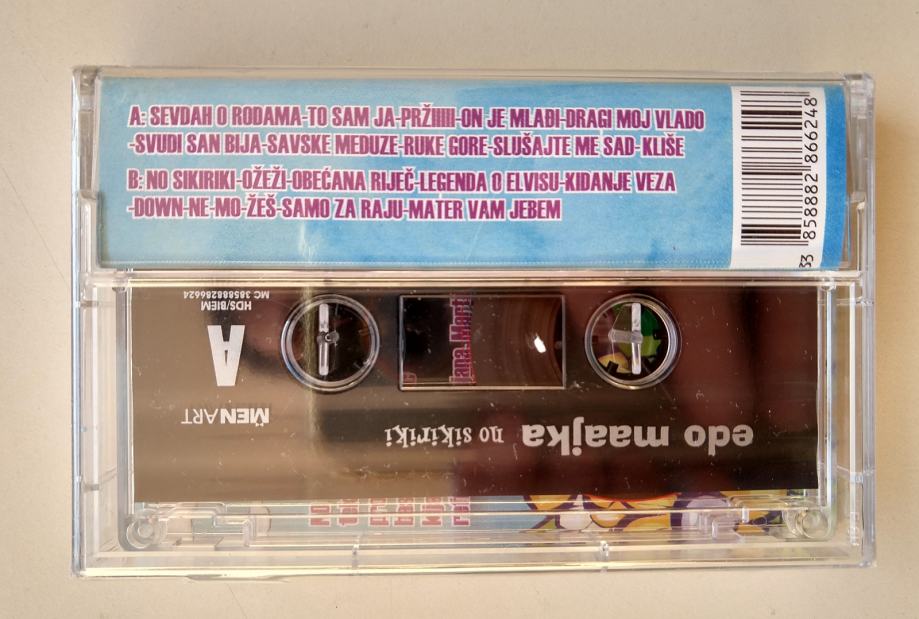 A: SEVDAH O RODAMA-TO SAM JA-PRŽIIIII-ON JE MLAĐI-DRAGI MOJ VLADO
-SVUDI SAN BIJA-SAVSKE MEDUZE-RUKE GORE-SLUŠAJTE ME SAD-KLIŠE
B: NO SIKIRIKI-OŽEŽI-OBEĆANA RIJEČ-LEGENDA O ELVISU-KIDANJE VEZA
-DOWN-NE-MO-ŽEŠ-SAMO ZA RAJU-MATER VAM JEBEM
858882 866248
edo maajka no sikiriki
MENART
A
HDS/BIEM
MC 385888286624